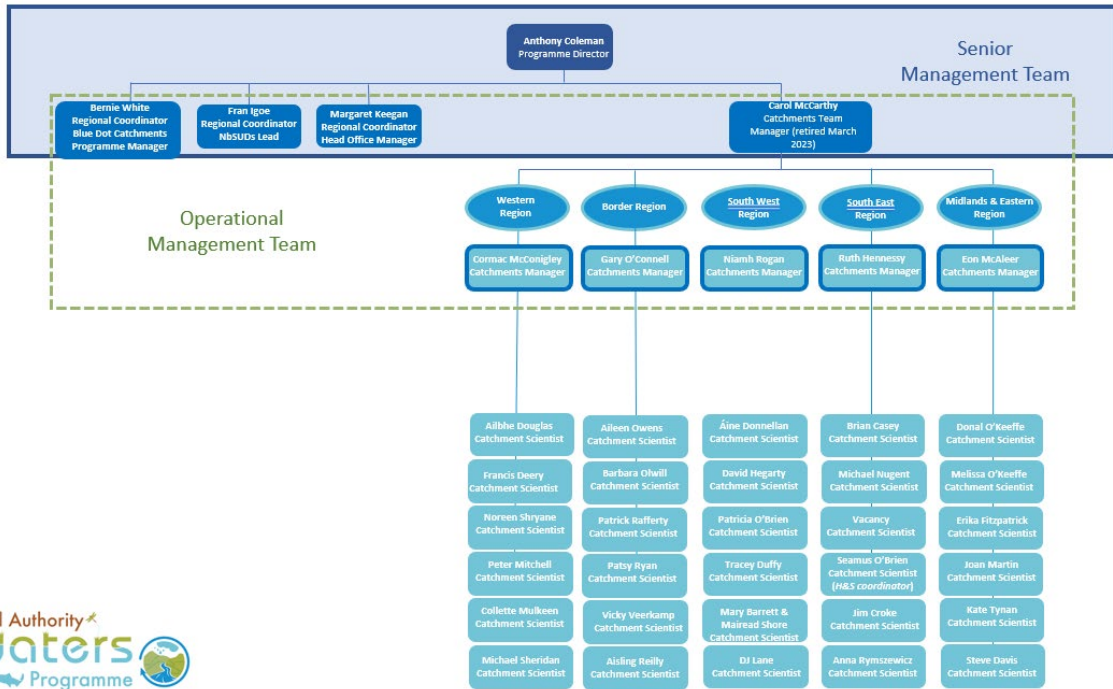 Anthony Coleman
Programme Director
Senior
Management Team
Bernie White
Regional Coordinator
Blue Dot Catchments
Programme Manager
Fran Igoe
Regional Coordinator
NbSUDs Lead
Margaret Keegan
Regional Coordinator
Head Office Manager
Carol McCarthy
Catchments Team
Manager (retired March
2023)
Operational
Management Team
Western
Region
Border Region
South West
Region
South East
Region
Midlands & Eastern
Region
Cormac McConigley
Catchments Manager
Gary O'Connell
Catchments Manager
Niamh Rogan
Catchments Manager
Ruth Hennessy
Catchments Manager
Eon McAleer
Catchments Manager
Ailbhe Douglas
Catchment Scientist
Aileen Owens
Catchment Scientist
Áine Donnellan
Catchment Scientist
Brian Casey
Catchment Scientist
Donal O'Keeffe
Catchment Scientist
Francis Deery
Catchment Scientist
Barbara Olwill
Catchment Scientist
David Hegarty
Catchment Scientist
Michael Nugent
Catchment Scientist
Melissa O'Keeffe
Catchment Scientist
Noreen Shryane
Catchment Scientist
Patrick Rafferty
Catchment Scientist
Patricia O'Brien
Catchment Scientist
Vacancy
Catchment Scientist
Erika Fitzpatrick
Catchment Scientist
Peter Mitchell
Catchment Scientist
Patsy Ryan
Catchment Scientist
Tracey Duffy
Catchment Scientist
Seamus O'Brien
Catchment Scientist
(H&S coordinator)
Joan Martin
Catchment Scientist
Collette Mulkeen
Catchment Scientist
Vicky Veerkamp
Catchment Scientist
Mary Barrett &
Mairead Shore
Catchment Scientist
Jim Croke
Catchment Scientist
Kate Tynan
Catchment Scientist
Michael Sheridan
Catchment Scientist
Aisling Reilly
Catchment Scientist
DJ Lane
Catchment Scientist
Anna Rymszewicz
Catchment Scientist
Steve Davis
Catchment Scientist
Authority
aters
Programme